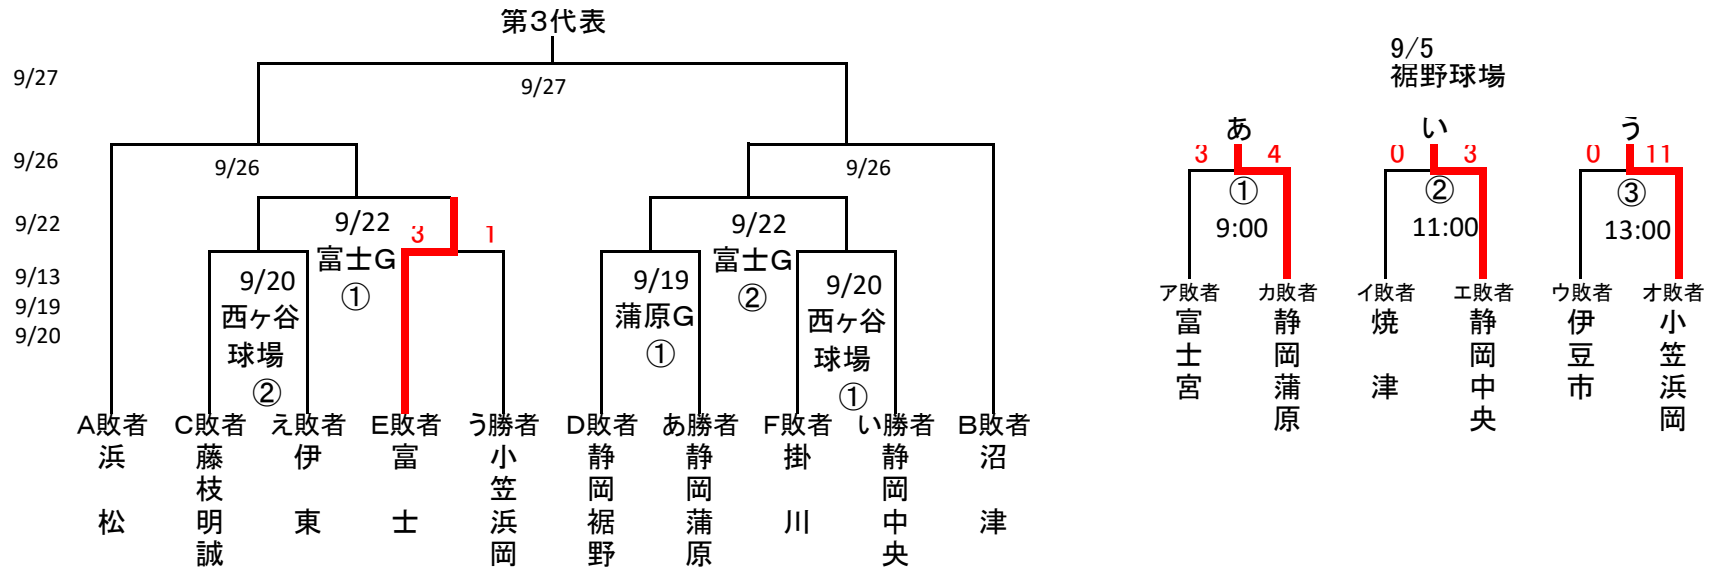 第3代表
9/27
9/27
9/26
9/26
9/26
9/22
9/22
3
1
9/22
富士G
①
富士G
②
9/13
9/19
9/20
9/20
西ヶ谷
球場
②
9/19
蒲原G
①
9/20
西ヶ谷
球場
①
A敗者
浜松
C敗者
藤枝明誠
え敗者
伊東
E敗者
富士
う勝者
小笠浜岡
D敗者
静岡裾野
あ勝者
静岡蒲原
F敗者
掛川
い勝者
静岡中央
B敗者
沼津
9/5
裾野球場
あ
3
4
①
9:00
ア敗者
富士宮
カ敗者
静岡蒲原
い
0
3
②
11:00
イ敗者
焼津
エ敗者
静岡中央
う
0
11
③
13:00
ウ敗者
伊豆市
オ敗者
小笠浜岡